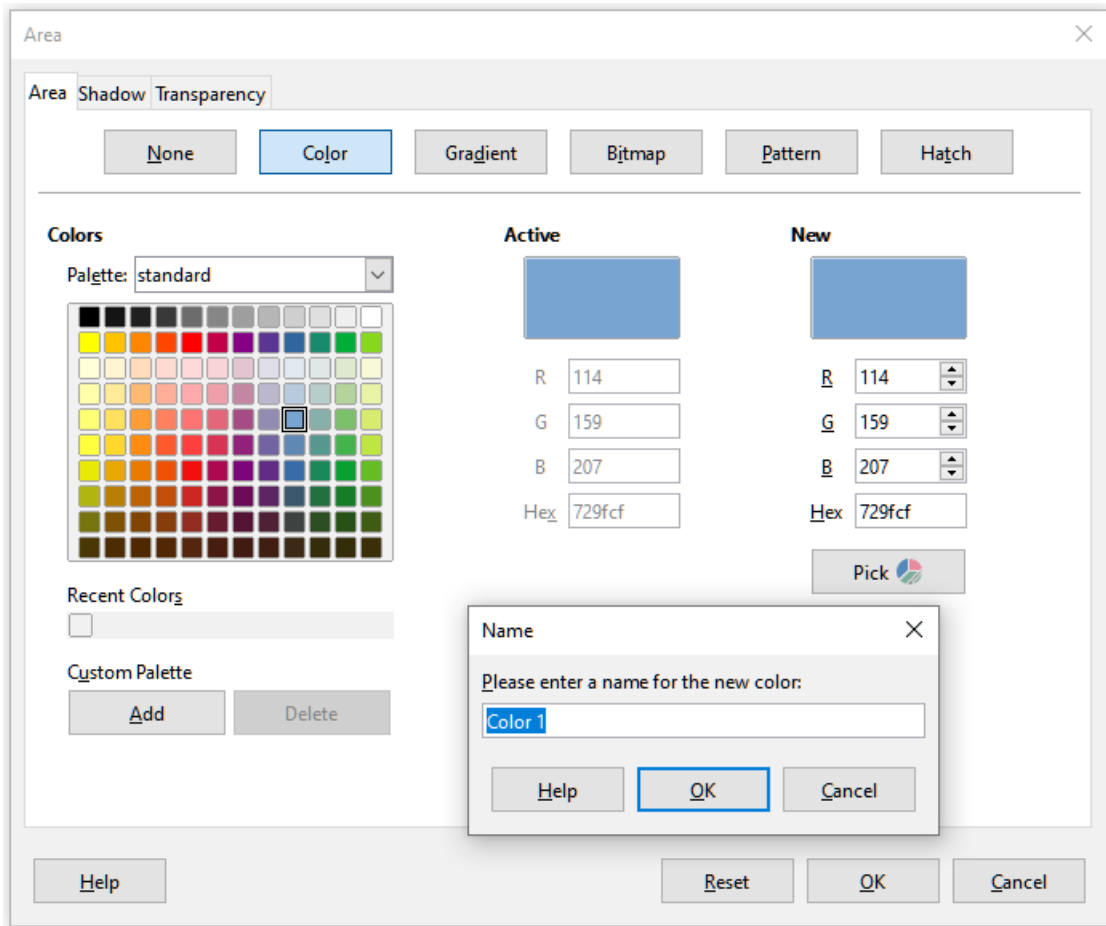 Area
Area Shadow Transparency
None Color Gradient Bitmap Pattern Hatch
Colors Active New
Palette: standard
R 114 R 114
G 159 G 159
B 207 B 207
Hex 729fcf Hex 729fcf
Pick
Recent Colors
Name
Please enter a name for the new color:
Custom Palette
Add Delete
Color 1
Help OK Cancel
Help Reset OK Cancel